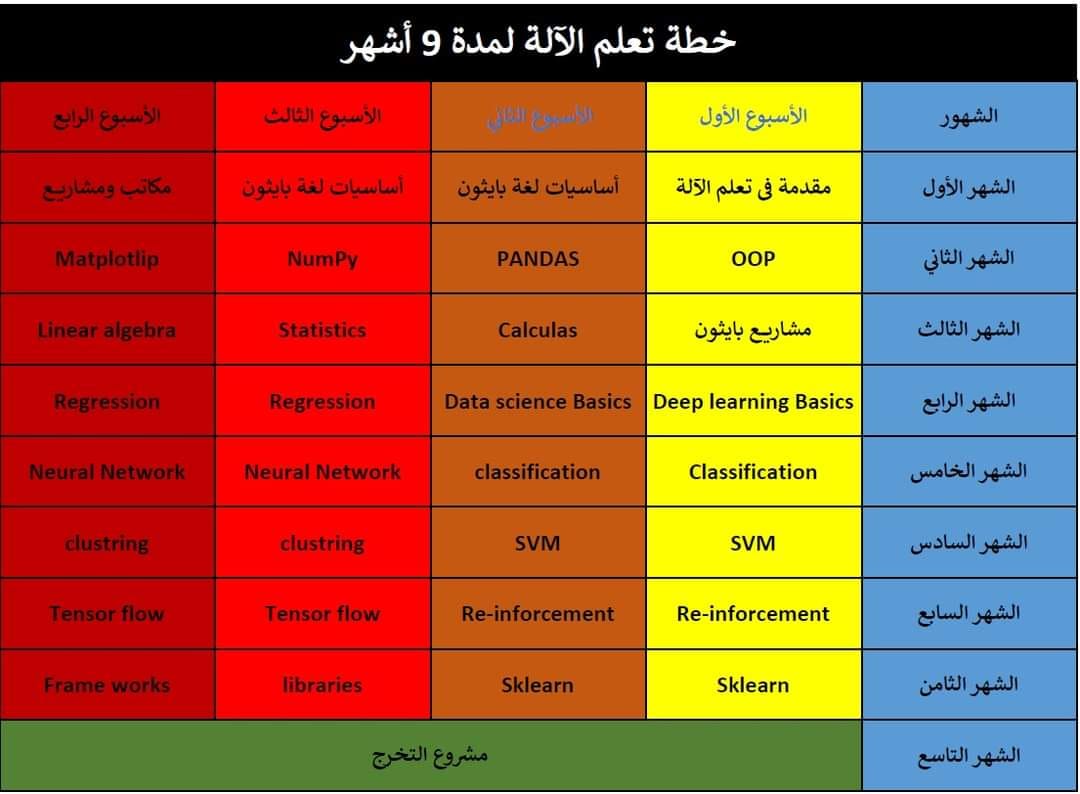 خطة تعلم الآلة لمدة 9 أشهر
الشهور الأسبوع الأول الأسبوع الثاني الأسبوع الثالث الأسبوع الرابع
الشهر الأول مقدمة فى تعلم الآلة أساسيات لغة بايثون أساسيات لغة بايثون مكاتب ومشاريع
الشهر الثاني OOP PANDAS NumPy Matplotlip
الشهر الثالث مشاريع بايثون Calculas Statistics Linear algebra
الشهر الرابع Deep learning Basics Data science Basics Regression Regression
الشهر الخامس Classification classification Neural Network Neural Network
الشهر السادس SVM SVM clustring clustring
الشهر السابع Re-inforcement Re-inforcement Tensor flow Tensor flow
الشهر الثامن Sklearn Sklearn libraries Frame works
الشهر التاسع مشروع التخرج